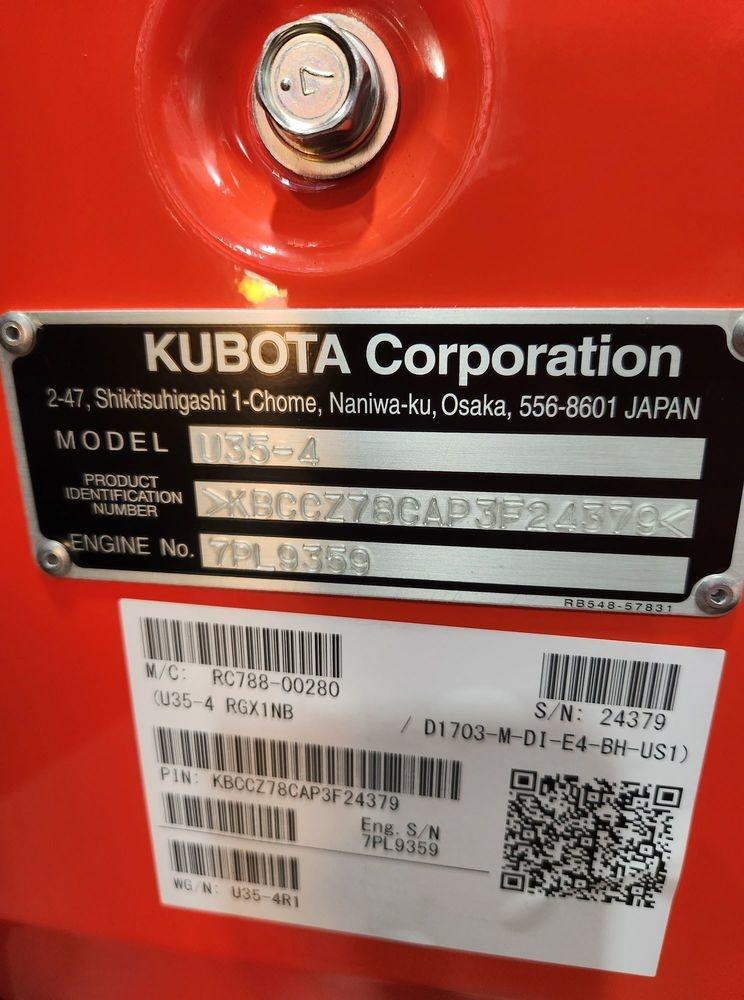 7
KUBOTA Corporation
2-47, Shikitsuhigashi 1-Chome, Naniwa-ku, Osaka, 556-8601 JAPAN
MODEL U35-4
PRODUCT
IDENTIFICATION
NUMBER >KBCCZ78CAP3F24379<
ENGINE No. 7PL9359
RB548-57831
M/C: RC788-00280
S/N: 24379
(U35-4 RGX1NB / D1703-M-DI-E4-BH-US1)
PIN: KBCCZ78CAP3F24379
Eng. S/N
7PL9359
WG/N: U35-4R1